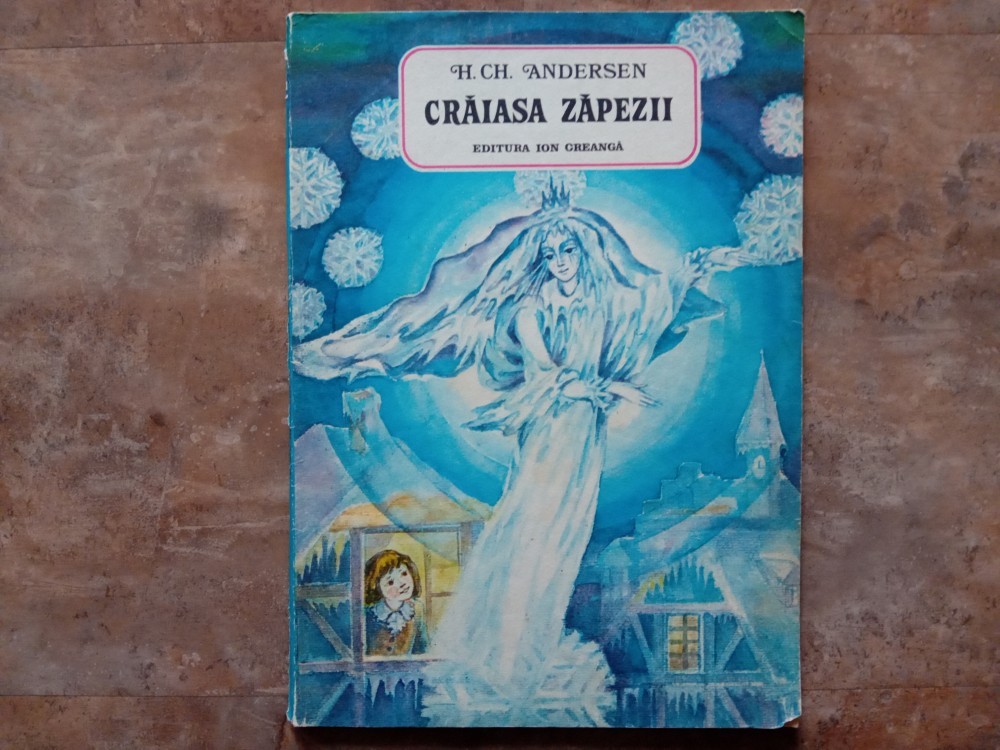 H. CH. ANDERSEN
CRĂIASA ZĂPEZII
EDITURA ION CREANGĂ